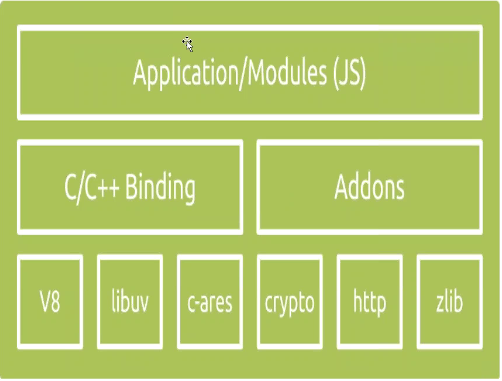 Application/Modules (JS)
C/C++ Binding
Addons
V8
libuv
c-ares
crypto
http
zlib